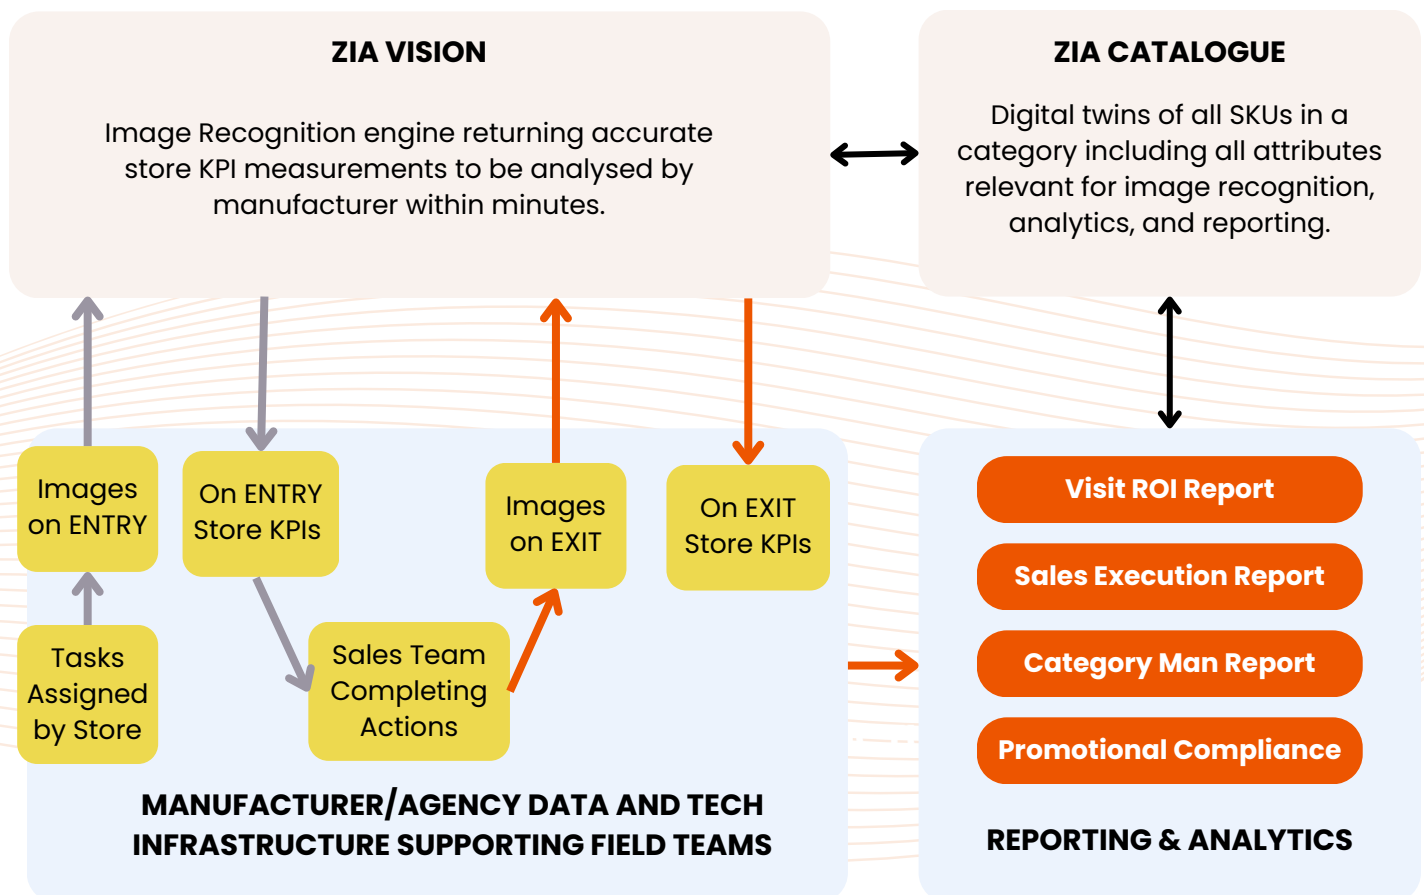 ZIA VISION
Image Recognition engine returning accurate
store KPI measurements to be analysed by
manufacturer within minutes.
ZIA CATALOGUE
Digital twins of all SKUs in a
category including all attributes
relevant for image recognition,
analytics, and reporting.
Images
on ENTRY
On ENTRY
Store KPIs
Images
on EXIT
On EXIT
Store KPIs
Tasks
Assigned
by Store
Sales Team
Completing
Actions
MANUFACTURER/AGENCY DATA AND TECH
INFRASTRUCTURE SUPPORTING FIELD TEAMS
Visit ROI Report
Sales Execution Report
Category Man Report
Promotional Compliance
REPORTING & ANALYTICS